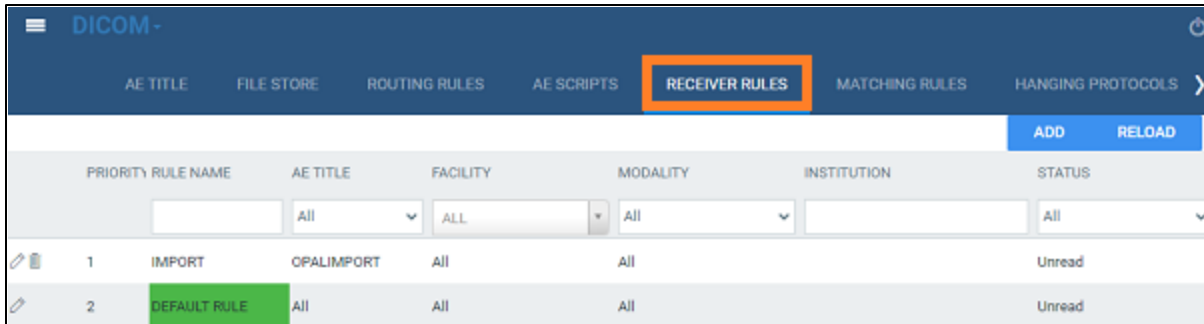 DICOM
AE TITLE FILE STORE ROUTING RULES AE SCRIPTS RECEIVER RULES MATCHING RULES HANGING PROTOCOLS
ADD RELOAD
PRIORITY RULE NAME AE TITLE FACILITY MODALITY INSTITUTION STATUS
All ALL All All
1 IMPORT OPALIMPORT All All Unread
2 DEFAULT RULE All All All Unread